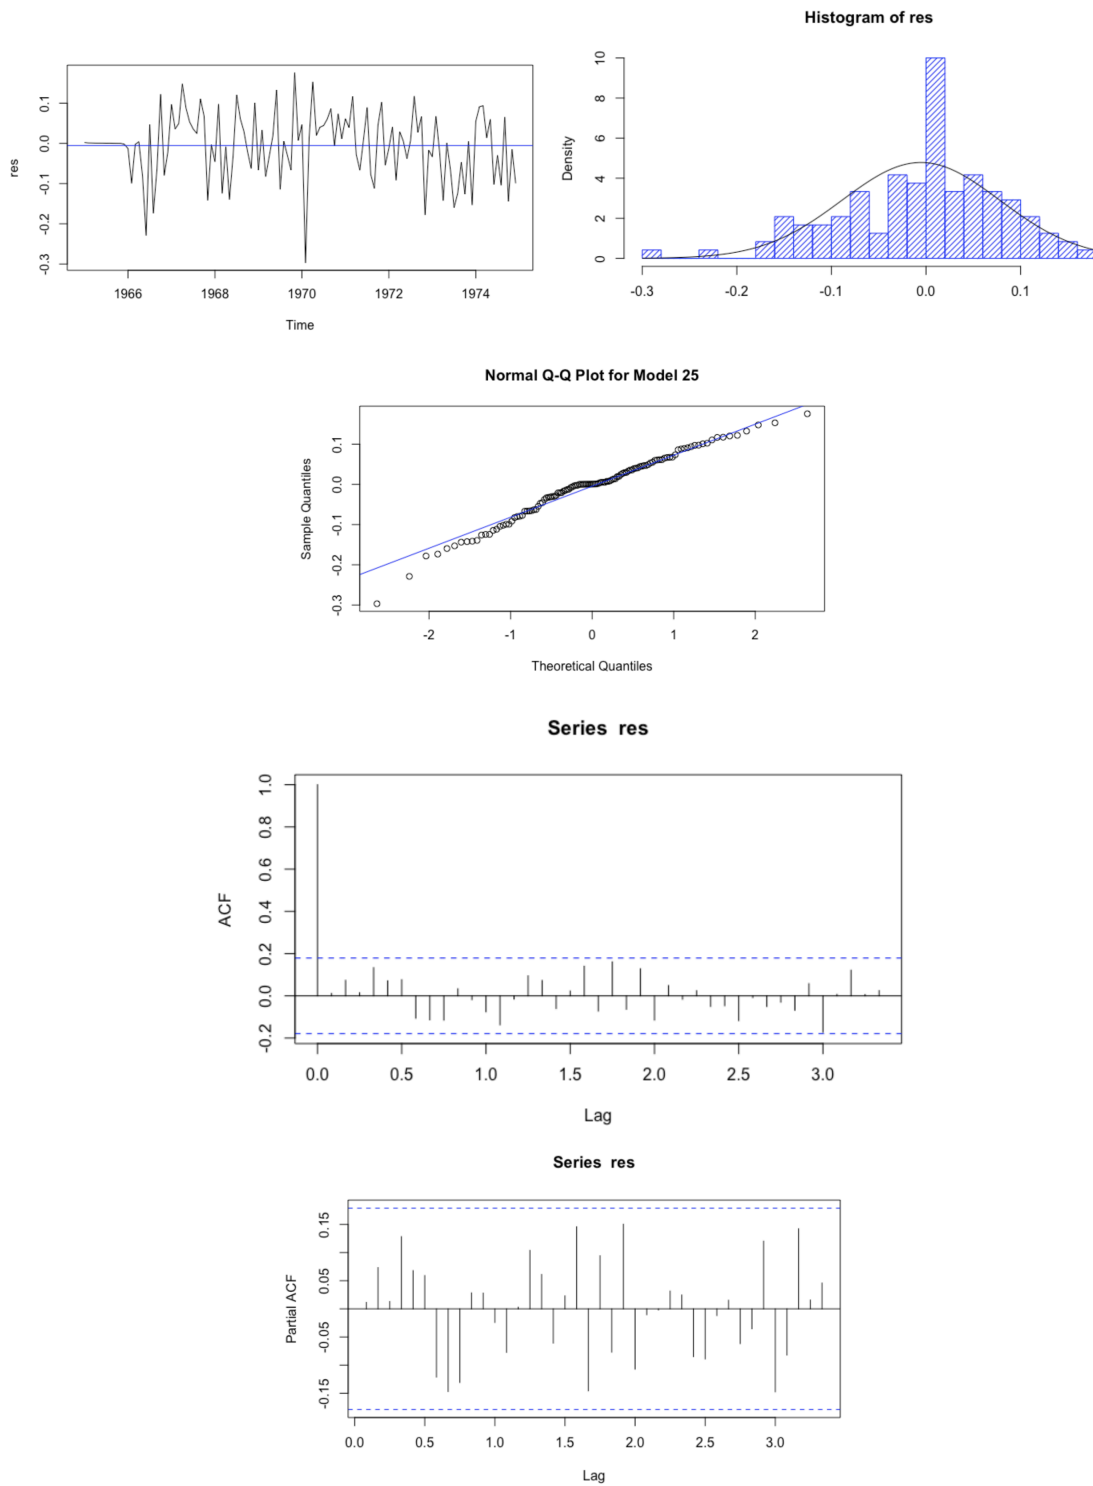 Histogram of res
res
-0.3 -0.2 -0.1 0.0 0.1
1966 1968 1970 1972 1974
Time
Density
0 2 4 6 8 10
-0.3 -0.2 -0.1 0.0 0.1
Normal Q-Q Plot for Model 25
Sample Quantiles
-0.3 -0.2 -0.1 0.0 0.1
-2 -1 0 1 2
Theoretical Quantiles
Series res
ACF
-0.2 0.0 0.2 0.4 0.6 0.8 1.0
0.0 0.5 1.0 1.5 2.0 2.5 3.0
Lag
Series res
Partial ACF
-0.15 -0.05 0.05 0.15
0.0 0.5 1.0 1.5 2.0 2.5 3.0
Lag